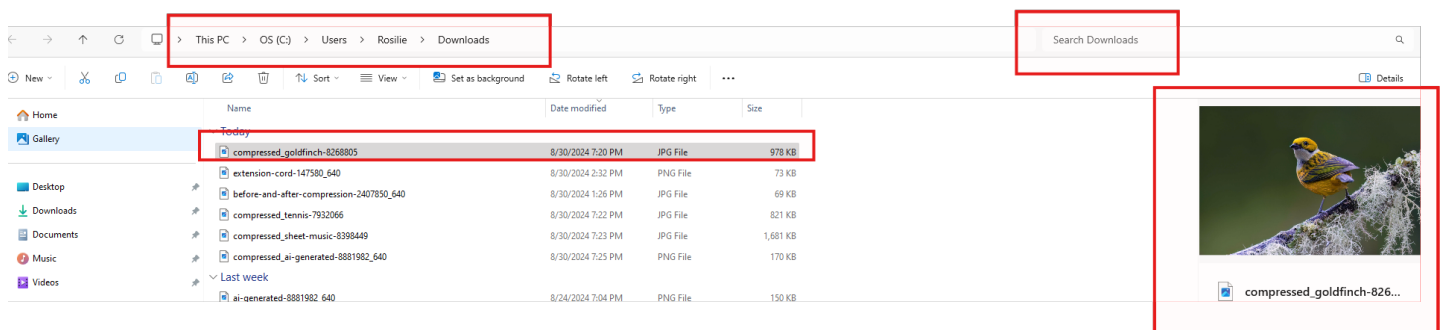 This PC > OS (C:) > Users > Rosilie > Downloads
Search Downloads
New
Sort
View
Set as background
Rotate left
Rotate right
...
Details
Home
Gallery
Desktop
Downloads
Documents
Music
Videos
Name Date modified Type Size
Today
compressed_goldfinch-8268805 8/30/2024 7:20 PM JPG File 978 KB
extension-cord-147580_640 8/30/2024 2:32 PM PNG File 73 KB
before-and-after-compression-2407850_640 8/30/2024 1:26 PM JPG File 69 KB
compressed_tennis-7932066 8/30/2024 7:22 PM JPG File 821 KB
compressed_sheet-music-8398449 8/30/2024 7:23 PM JPG File 1,681 KB
compressed_ai-generated-8881982_640 8/30/2024 7:25 PM PNG File 170 KB
Last week
ai-generated-8881982_640 8/24/2024 7:04 PM PNG File 150 KB
compressed_goldfinch-826...